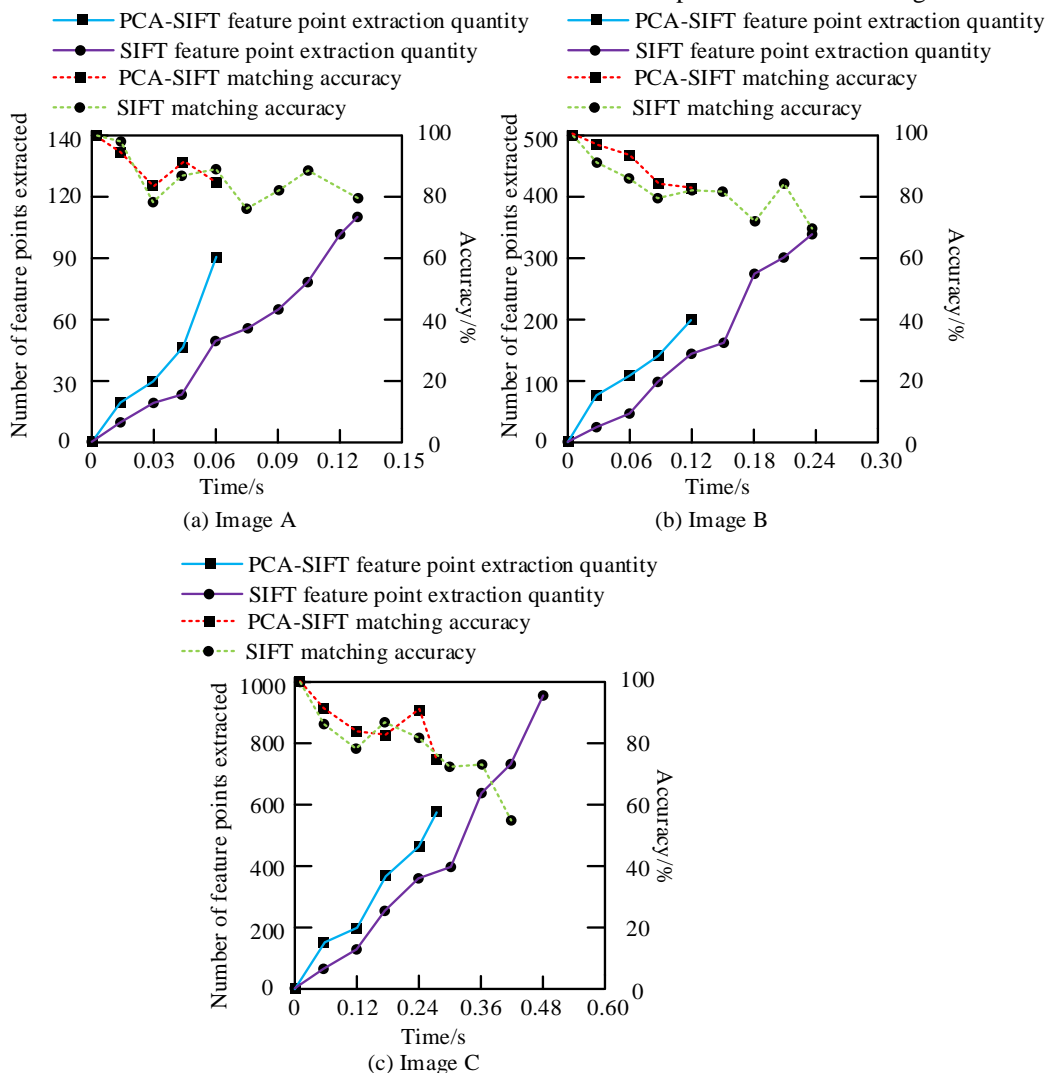 PCA-SIFT feature point extraction quantity
SIFT feature point extraction quantity
PCA-SIFT matching accuracy
SIFT matching accuracy
Number of feature points extracted
140
120
90
60
30
0
100
80
60
40
20
0
Accuracy/%
0 0.03 0.06 0.09 0.12 0.15
Time/s
(a) Image A
PCA-SIFT feature point extraction quantity
SIFT feature point extraction quantity
PCA-SIFT matching accuracy
SIFT matching accuracy
Number of feature points extracted
500
400
300
200
100
0
100
80
60
40
20
0
Accuracy/%
0 0.06 0.12 0.18 0.24 0.30
Time/s
(b) Image B
PCA-SIFT feature point extraction quantity
SIFT feature point extraction quantity
PCA-SIFT matching accuracy
SIFT matching accuracy
Number of feature points extracted
1000
800
600
400
200
0
100
80
60
40
20
0
Accuracy/%
0 0.12 0.24 0.36 0.48 0.60
Time/s
(c) Image C